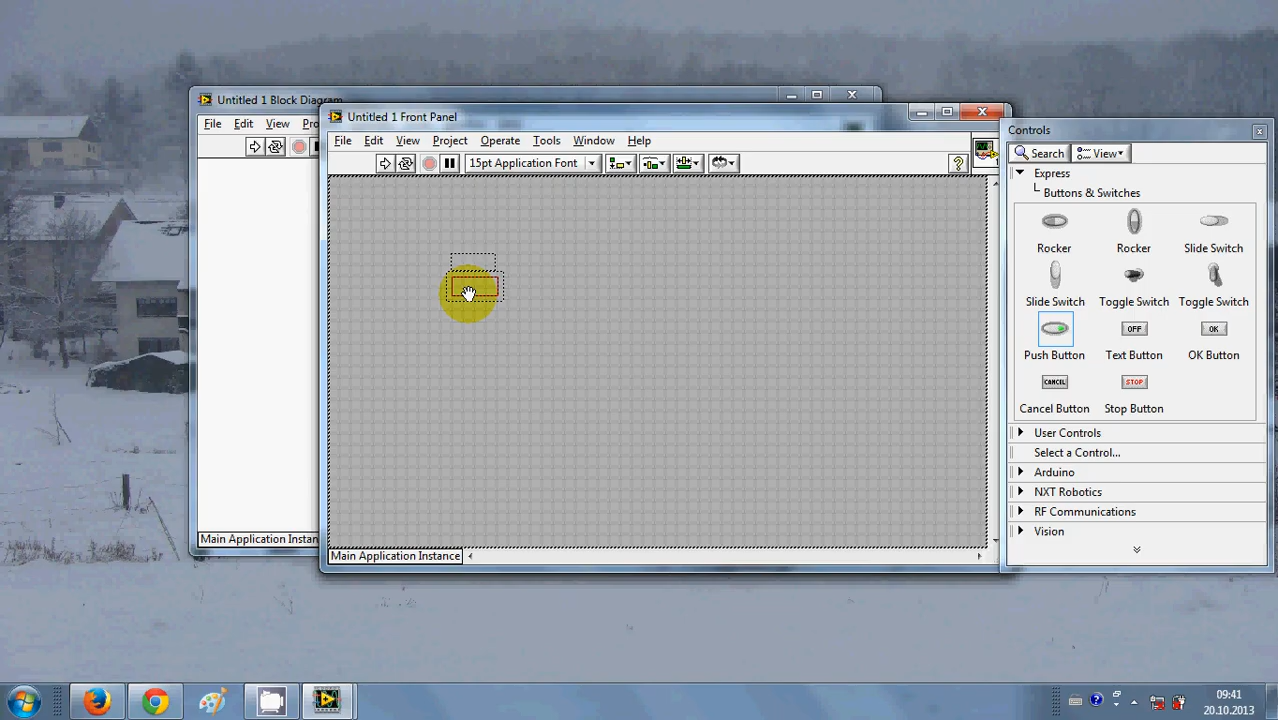 Untitled 1 Block Diagram
File Edit View
Untitled 1 Front Panel
File Edit View Project Operate Tools Window Help
15pt Application Font
?
Main Application Instance
Controls
Search View
Express
Buttons & Switches
Rocker Rocker Slide Switch
Slide Switch Toggle Switch Toggle Switch
OFF OK
Push Button Text Button OK Button
CANCEL STOP
Cancel Button Stop Button
User Controls
Select a Control...
Arduino
NXT Robotics
RF Communications
Vision
09:41
20.10.2013